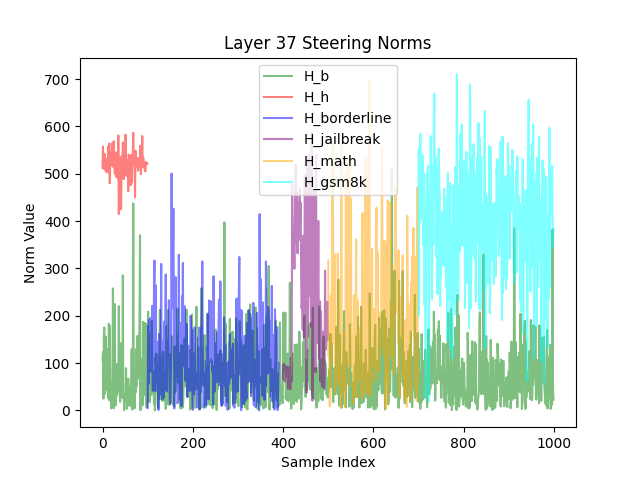 Layer 37 Steering Norms
Norm Value
700
600
500
400
300
200
100
0
H_b
H_h
H_borderline
H_jailbreak
H_math
H_gsm8k
0
200
400
600
800
1000
Sample Index